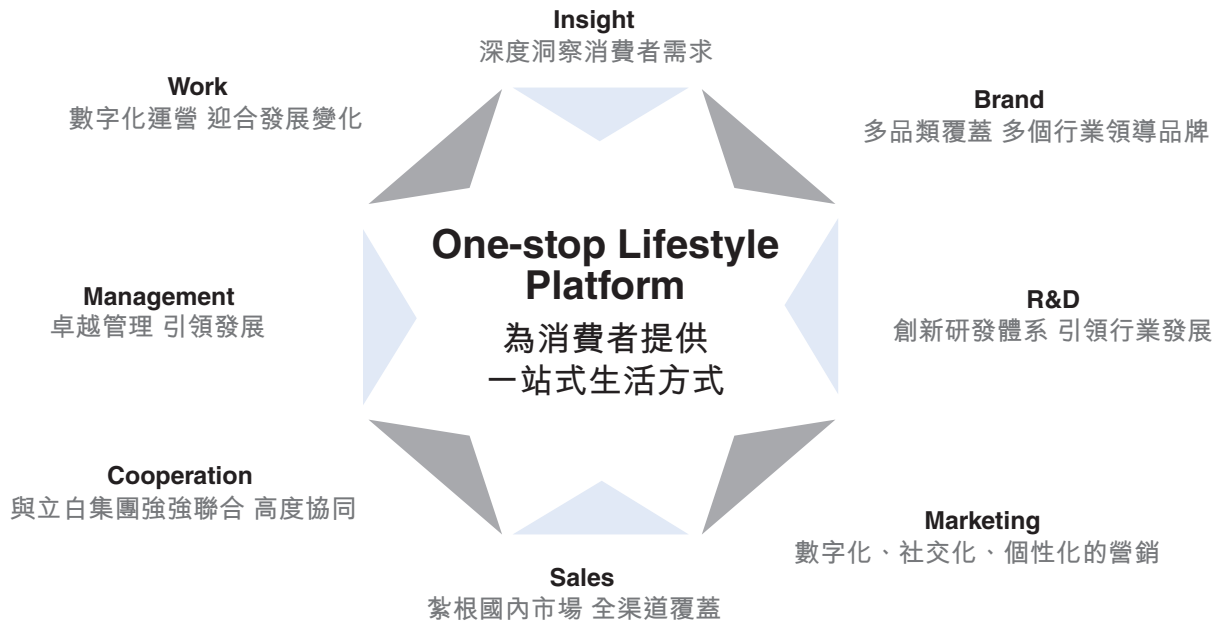 Insight
深度洞察消費者需求
Work
數字化運營 迎合發展變化
Brand
多品類覆蓋 多個行業領導品牌
One-stop Lifestyle
Platform
為消費者提供
一站式生活方式
Management
卓越管理 引領發展
R&D
創新研發體系 引領行業發展
Cooperation
與立白集團強強聯合 高度協同
Marketing
數字化、社交化、個性化的營銷
Sales
紮根國內市場 全渠道覆蓋